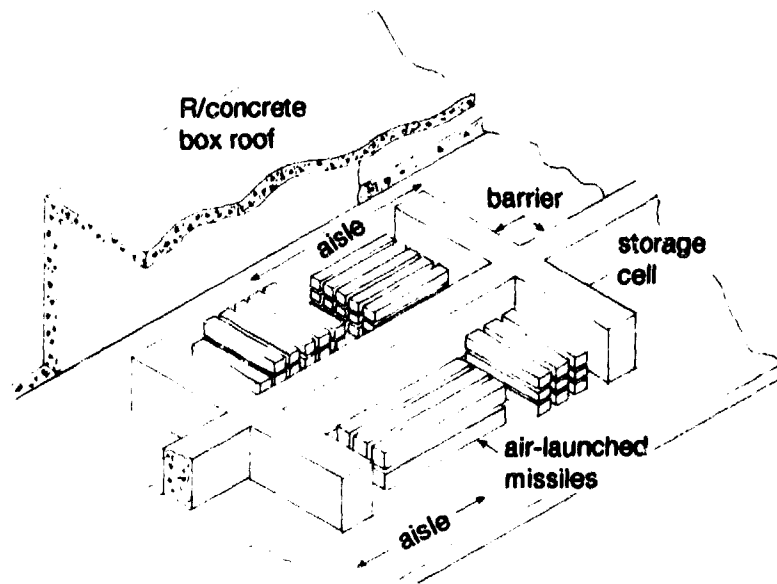 R/concrete
box roof
barrier
aisle
storage
cell
air-launched
missiles
aisle